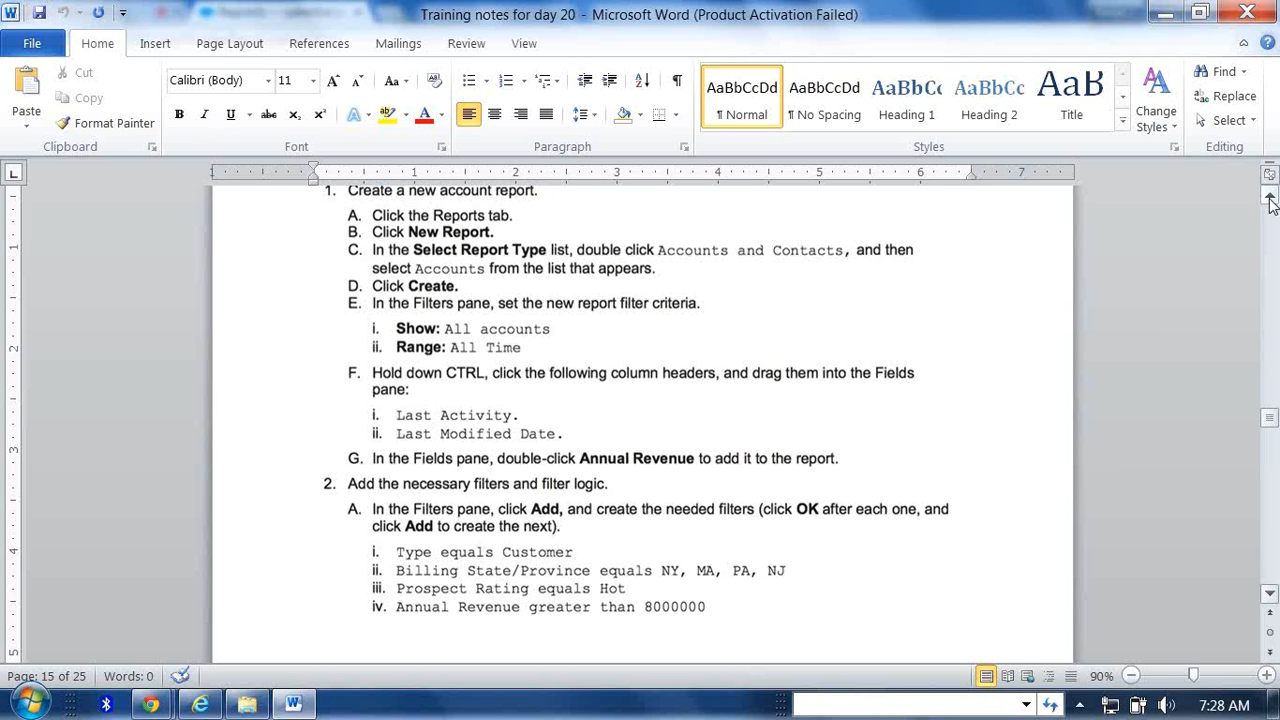 Training notes for day 20 - Microsoft Word (Product Activation Failed)
File Home Insert Page Layout References Mailings Review View
Paste
Cut
Copy
Format Painter
Clipboard
Calibri (Body) 11
Font
Paragraph
AaBbCcDd AaBbCcDd AaBbCc AaBbCc AaB
¶ Normal ¶ No Spacing Heading 1 Heading 2 Title
Change Styles
Styles
Find
Replace
Select
Editing
1. Create a new account report.
A. Click the Reports tab.
B. Click New Report.
C. In the Select Report Type list, double click Accounts and Contacts, and then
select Accounts from the list that appears.
D. Click Create.
E. In the Filters pane, set the new report filter criteria.
i. Show: All accounts
ii. Range: All Time
F. Hold down CTRL, click the following column headers, and drag them into the Fields
pane:
i. Last Activity.
ii. Last Modified Date.
G. In the Fields pane, double-click Annual Revenue to add it to the report.
2. Add the necessary filters and filter logic.
A. In the Filters pane, click Add, and create the needed filters (click OK after each one, and
click Add to create the next).
i. Type equals Customer
ii. Billing State/Province equals NY, MA, PA, NJ
iii. Prospect Rating equals Hot
iv. Annual Revenue greater than 8000000
Page: 15 of 25 Words: 0 90%
7:28 AM